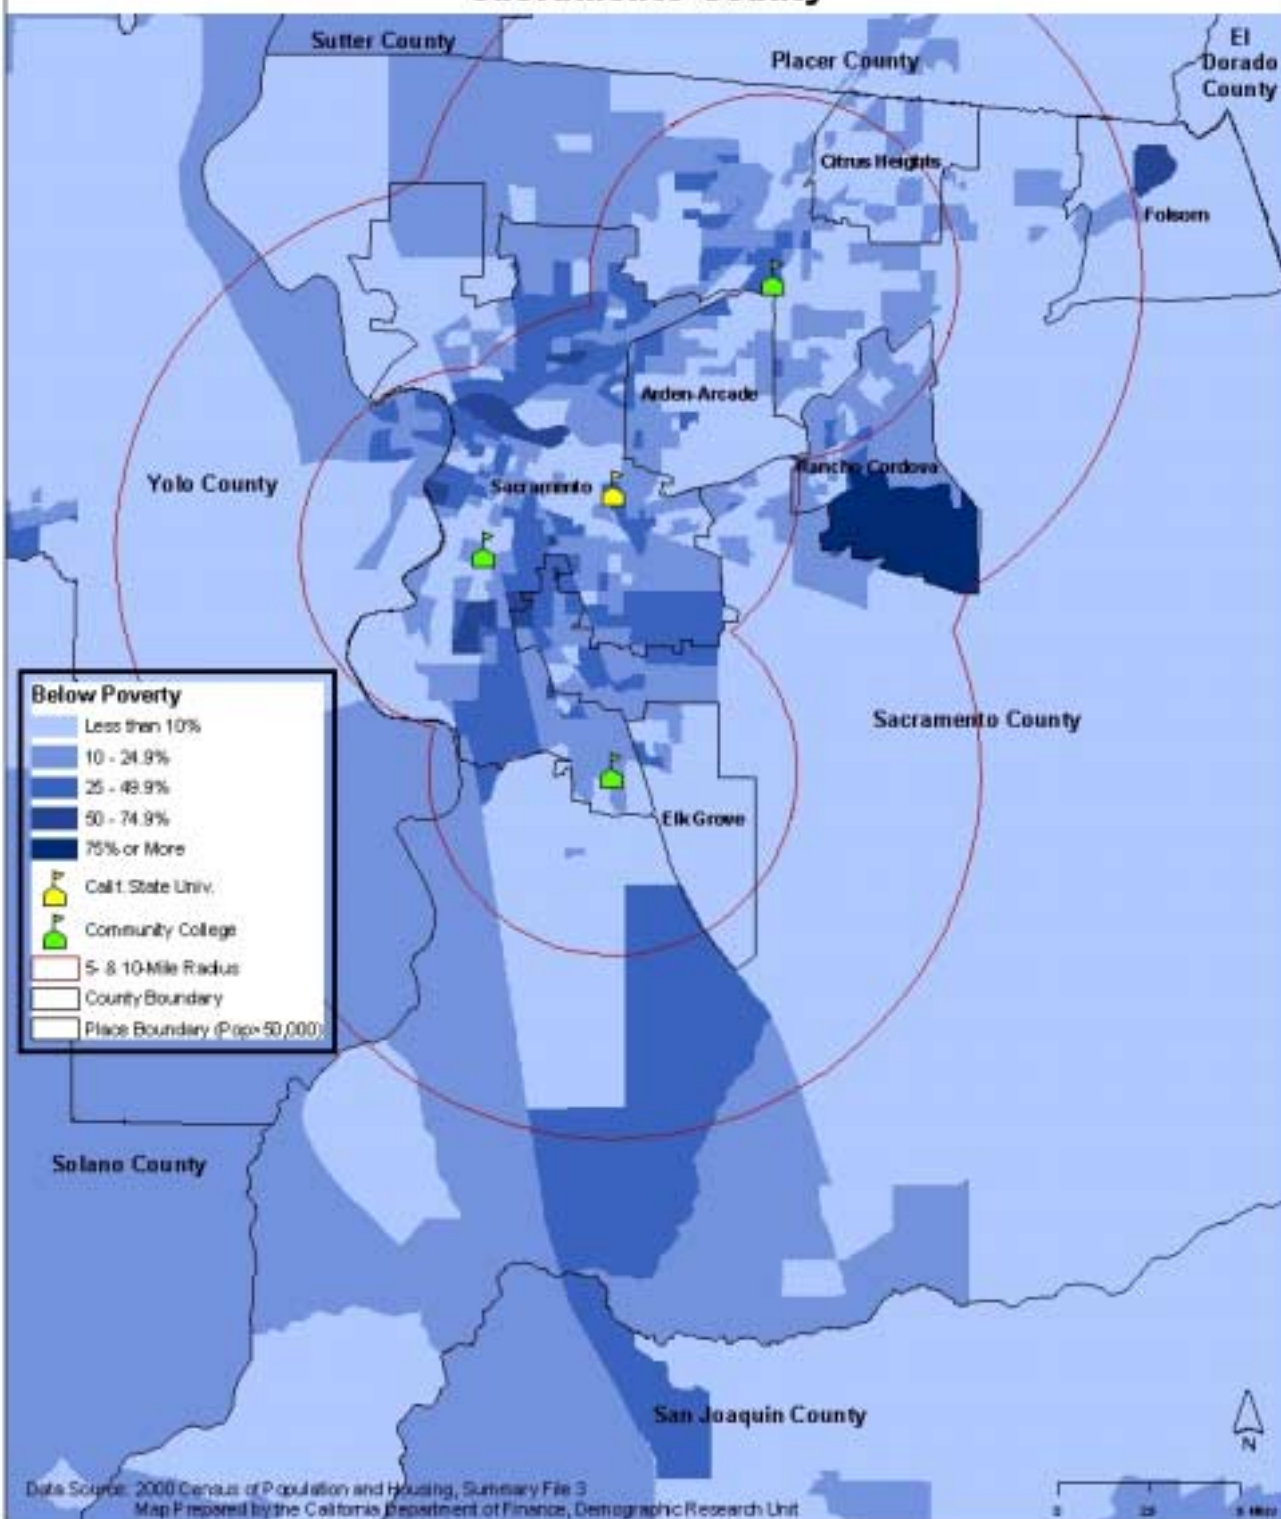 Sutter County
Placer County
El
Dorado
County
Citrus Heights
Folsom
Arden-Arcade
Yolo County
Sacramento
Rancho Cordova
Below Poverty
Less than 10%
10 - 24.9%
25 - 49.9%
50 - 74.9%
75% or More
Calif. State Univ.
Community College
5- & 10-Mile Radius
County Boundary
Place Boundary (Pop>50,000)
Sacramento County
Elk Grove
Solano County
San Joaquin County
N
Data Source: 2000 Census of Population and Housing, Summary File 3
Map Prepared by the California Department of Finance, Demographic Research Unit